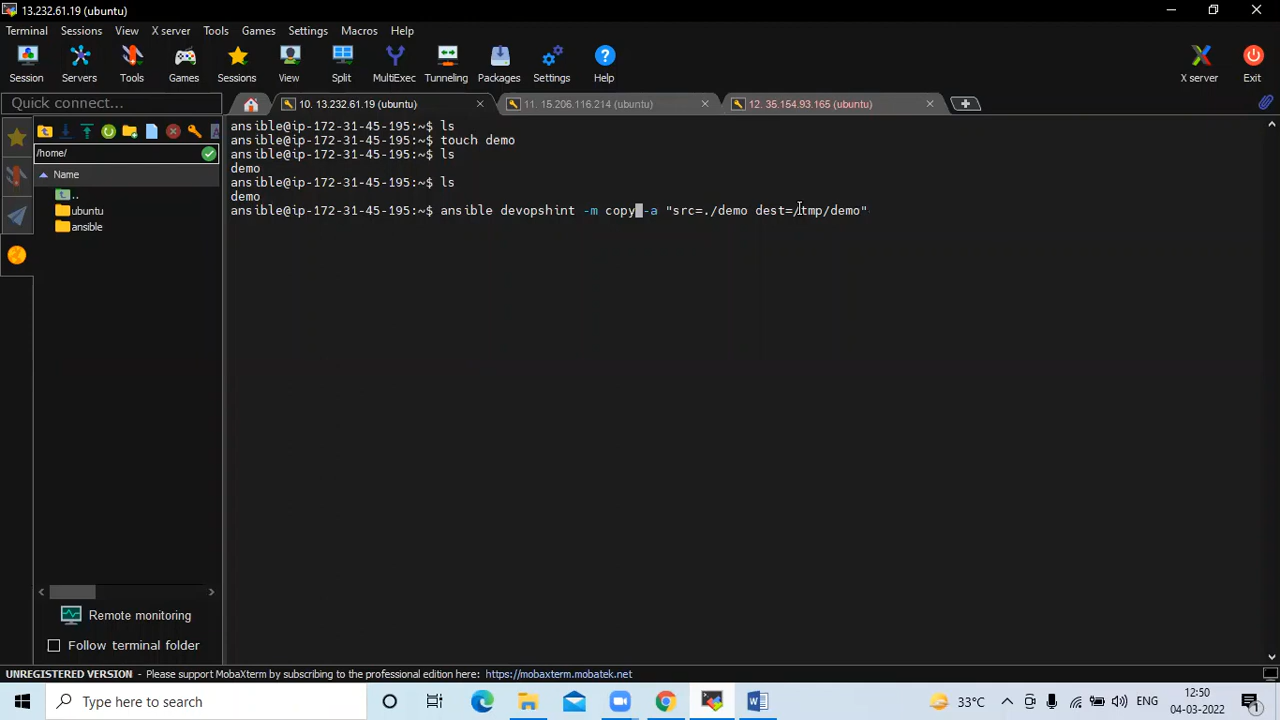 13.232.61.19 (ubuntu)
Terminal Sessions View X server Tools Games Settings Macros Help
Session Servers Tools Games Sessions View Split MultiExec Tunneling Packages Settings Help X server Exit
Quick connect...
10. 13.232.61.19 (ubuntu)
11. 15.206.116.214 (ubuntu)
12. 35.154.93.165 (ubuntu)
/home/
Name
..
ubuntu
ansible
ansible@ip-172-31-45-195:~$ ls
ansible@ip-172-31-45-195:~$ touch demo
ansible@ip-172-31-45-195:~$ ls
demo
ansible@ip-172-31-45-195:~$ ls
demo
ansible@ip-172-31-45-195:~$ ansible devopshint -m copy -a "src=./demo dest=/tmp/demo"
Remote monitoring
Follow terminal folder
UNREGISTERED VERSION - Please support MobaXterm by subscribing to the professional edition here: https://mobaxterm.mobatek.net
Type here to search
33°C
ENG
12:50
04-03-2022
1